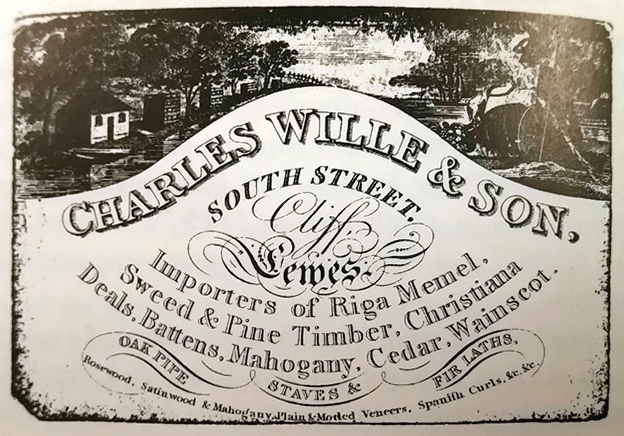 CHARLES WILLE & SON,
SOUTH STREET,
Cliff,
Lewes.
Importers of Riga Memel,
Sweed & Pine Timber, Christiana
Deals, Battens, Mahogany, Cedar, Wainscot.
OAK PIPE STAVES & FIR LATHS,
Rosewood, Satinwood & Mahogany, Plain & Motled Veneers, Spanish Curls, &c &c